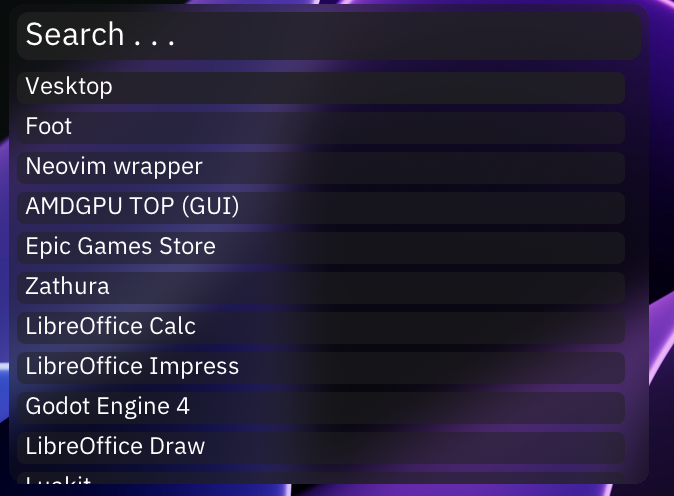 Search . . .
Vesktop
Foot
Neovim wrapper
AMDGPU TOP (GUI)
Epic Games Store
Zathura
LibreOffice Calc
LibreOffice Impress
Godot Engine 4
LibreOffice Draw